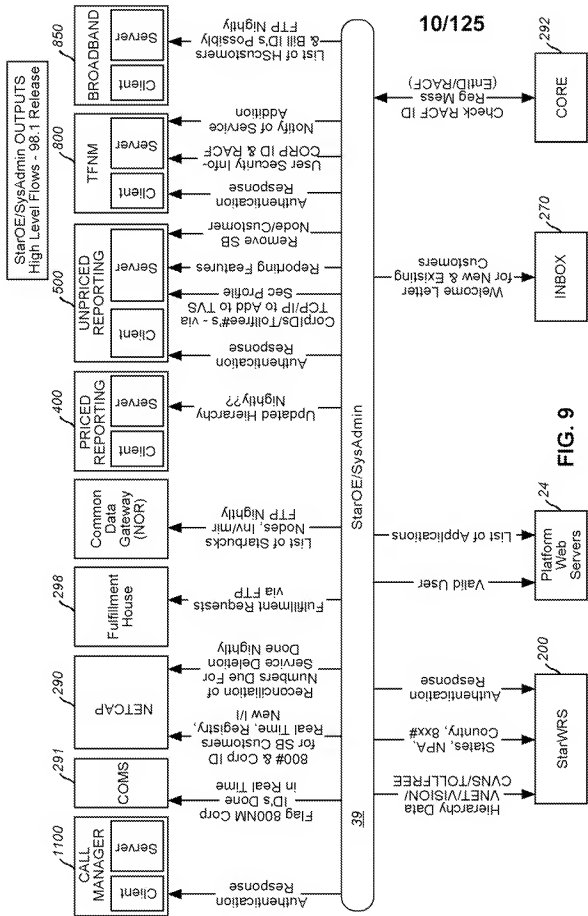 10/125
StarOE/SysAdmin OUTPUTS
High Level Flows - 98.1 Release
1100
CALL
MANAGER
Client
Server
291
COMS
290
NETCAP
298
Fulfillment
House
Common
Data
Gateway
(NOR)
400
PRICED
REPORTING
Client
Server
500
UNPRICED
REPORTING
Client
Server
800
TFNM
Client
Server
850
BROADBAND
Client
Server
Authentication
Response
Flag 800NM Corp
ID's Done
in Real Time
800# & Corp ID
for SB Customers
Real Time, Registry,
New I/I
Reconciliation of
Numbers Due For
Service Deletion
Done Nightly
Fulfillment Requests
via FTP
List of Starbucks
Nodes, Inv/mir
FTP Nightly
Updated Hierarchy
Nightly??
Authentication
Response
CorpIDs/Tollfree#'s - via
TCP/IP to Add to TVS
Sec Profile
Reporting Features
Remove SB
Node/Customer
Authentication
Response
User Security Info-
CORP ID & RACF
Notify of Service
Addition
List of HScustomers
& Bill ID's Possibly
FTP Nightly
39
StarOE/SysAdmin
Hierarchy Data
VNET/VISION/
CVNS/TOLLFREE
States, Country, NPA,
8xx#
Authentication
Response
Valid User
List of Applications
Welcome Letter
for New & Existing
Customers
Check RACF ID
Reg Mess
(EntID/RACF)
200
StarWRS
24
Platform
Web
Servers
270
INBOX
292
CORE
FIG. 9